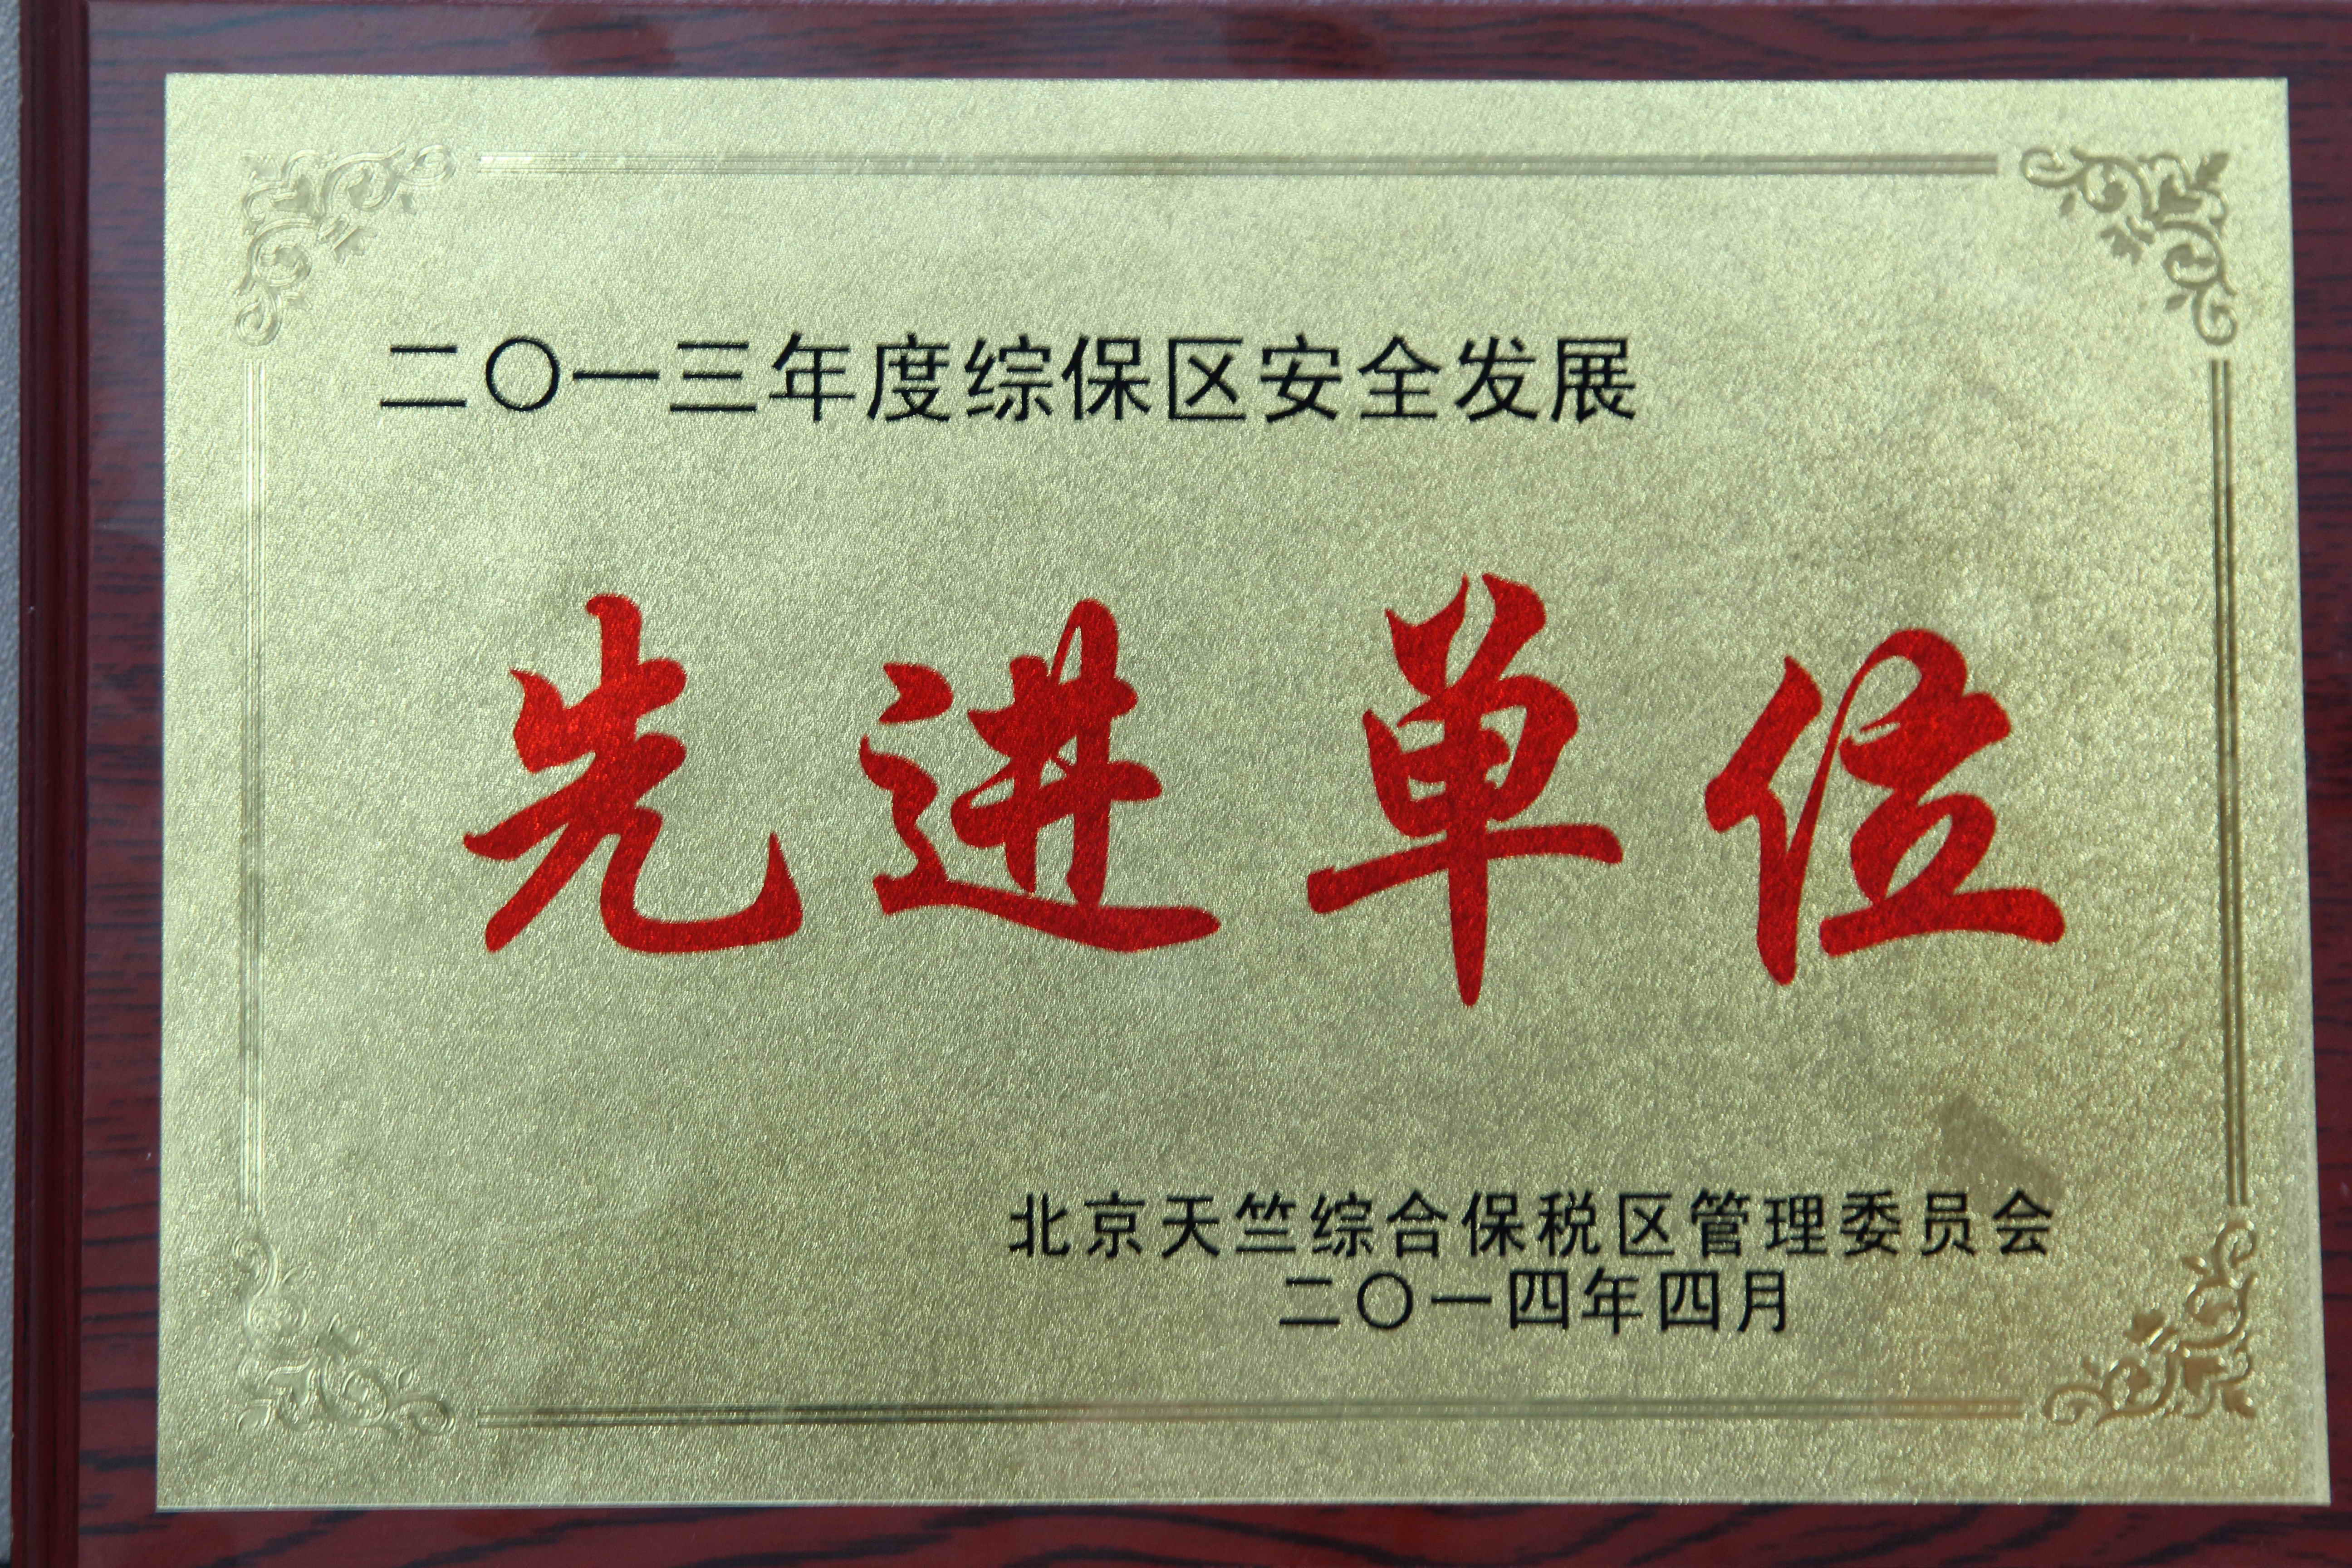 二〇一三年度综保区安全发展
先进单位
北京天竺综合保税区管理委员会
二〇一四年四月